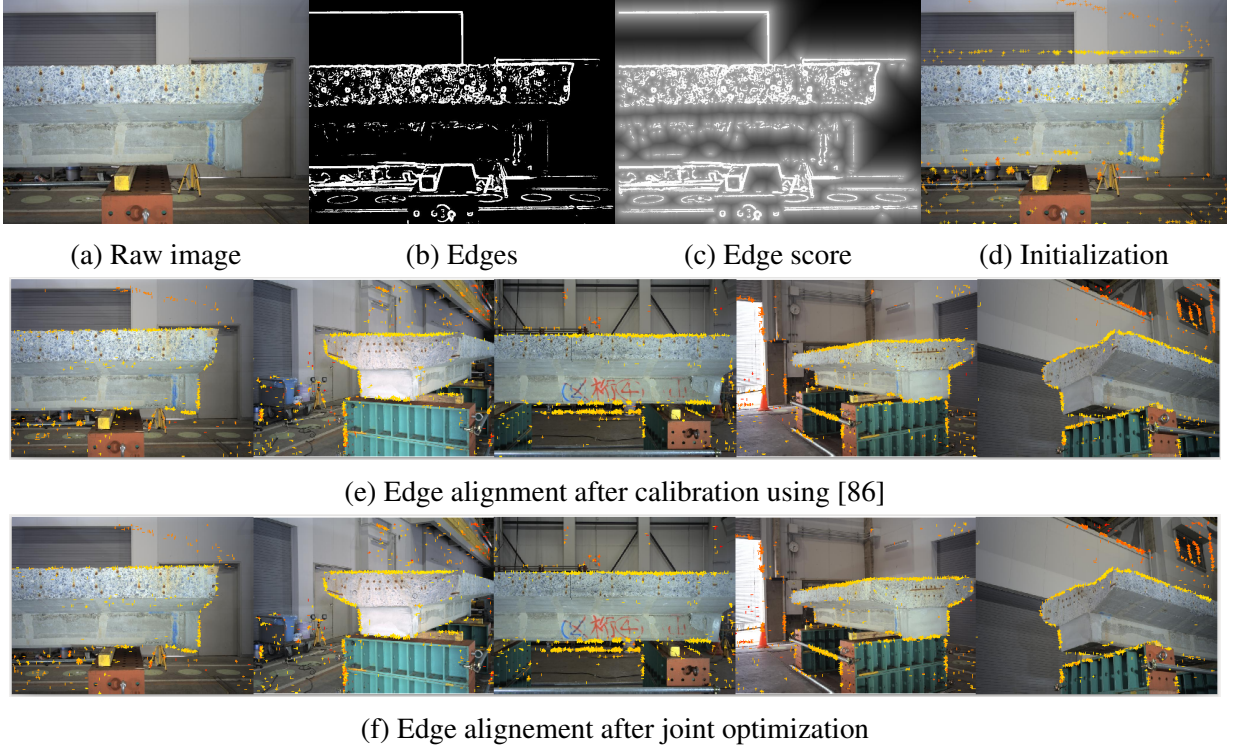 (a) Raw image
(b) Edges
(c) Edge score
(d) Initialization
(e) Edge alignment after calibration using [86]
(f) Edge alignement after joint optimization